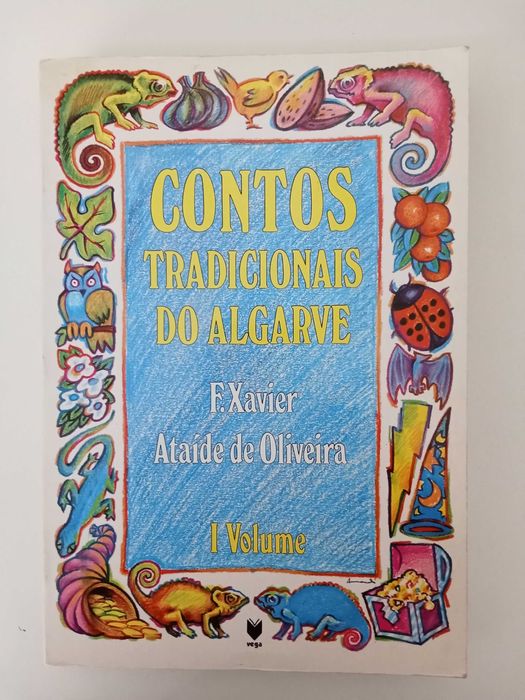 CONTOS
TRADICIONAIS
DO ALGARVE
F. Xavier
Ataíde de Oliveira
I Volume
vega